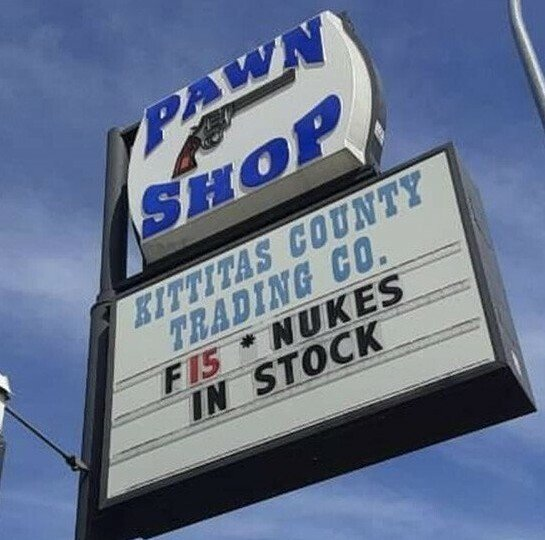 PAWN
SHOP
KITTITAS COUNTY
TRADING CO.
F15 * NUKES
IN STOCK